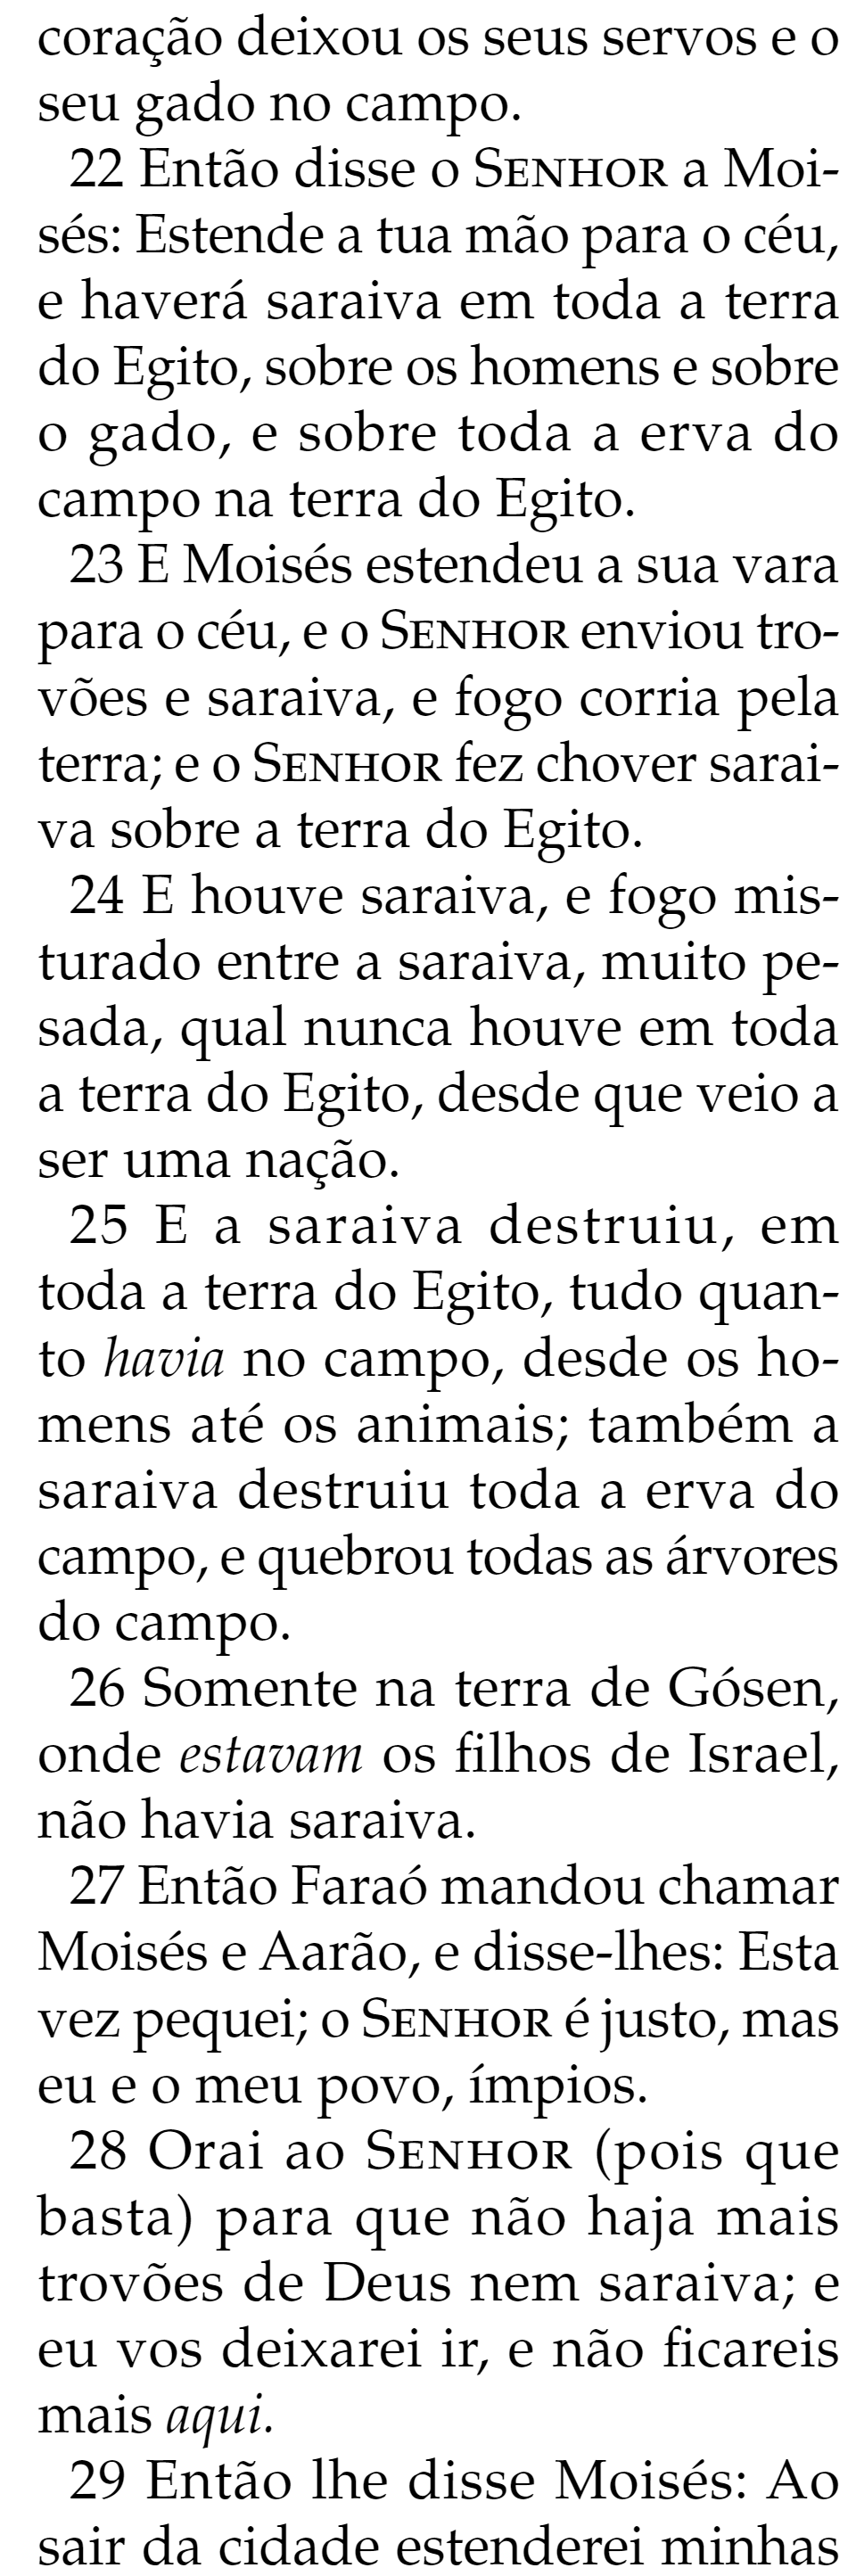 coração deixou os seus servos e o
seu gado no campo.
22 Então disse o SENHOR a Moi-
sés: Estende a tua mão para o céu,
e haverá saraiva em toda a terra
do Egito, sobre os homens e sobre
o gado, e sobre toda a erva do
campo na terra do Egito.
23 E Moisés estendeu a sua vara
para o céu, e o SENHOR enviou tro-
vões e saraiva, e fogo corria pela
terra; e o SENHOR fez chover sarai-
va sobre a terra do Egito.
24 E houve saraiva, e fogo mis-
turado entre a saraiva, muito pe-
sada, qual nunca houve em toda
a terra do Egito, desde que veio a
ser uma nação.
25 E a saraiva destruiu, em
toda a terra do Egito, tudo quan-
to havia no campo, desde os ho-
mens até os animais; também a
saraiva destruiu toda a erva do
campo, e quebrou todas as árvores
do campo.
26 Somente na terra de Gósen,
onde estavam os filhos de Israel,
não havia saraiva.
27 Então Faraó mandou chamar
Moisés e Aarão, e disse-lhes: Esta
vez pequei; o SENHOR é justo, mas
eu e o meu povo, ímpios.
28 Orai ao SENHOR (pois que
basta) para que não haja mais
trovões de Deus nem saraiva; e
eu vos deixarei ir, e não ficareis
mais aqui.
29 Então lhe disse Moisés: Ao
sair da cidade estenderei minhas